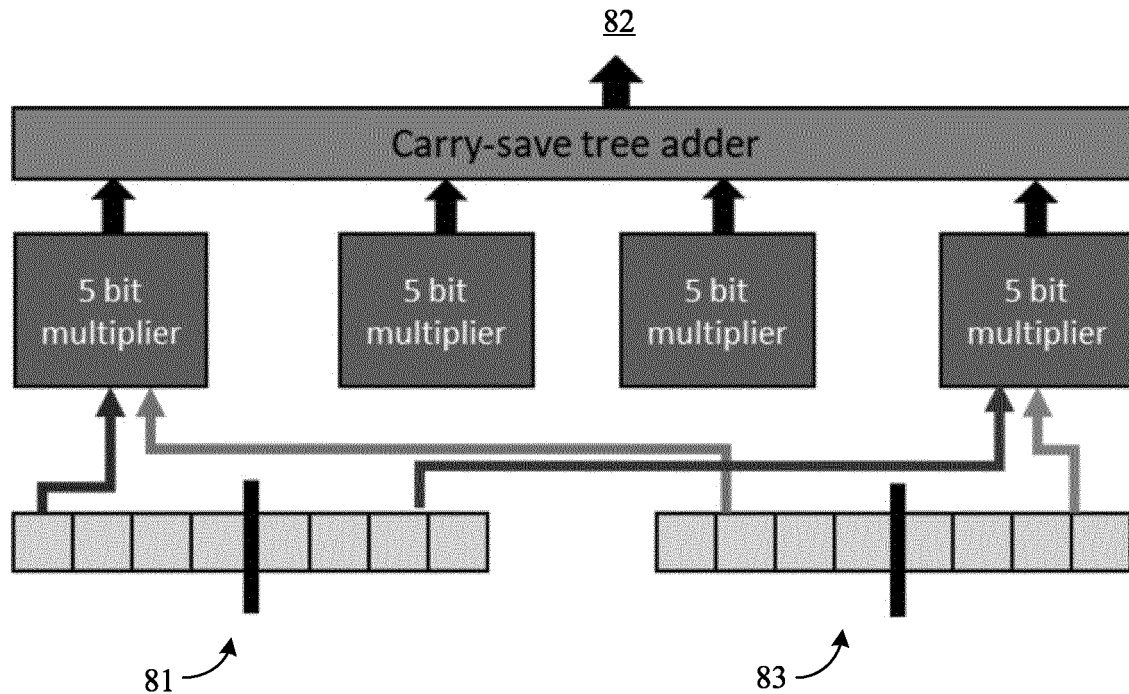 82
Carry-save tree adder
5 bit
multiplier
5 bit
multiplier
5 bit
multiplier
5 bit
multiplier
81
83